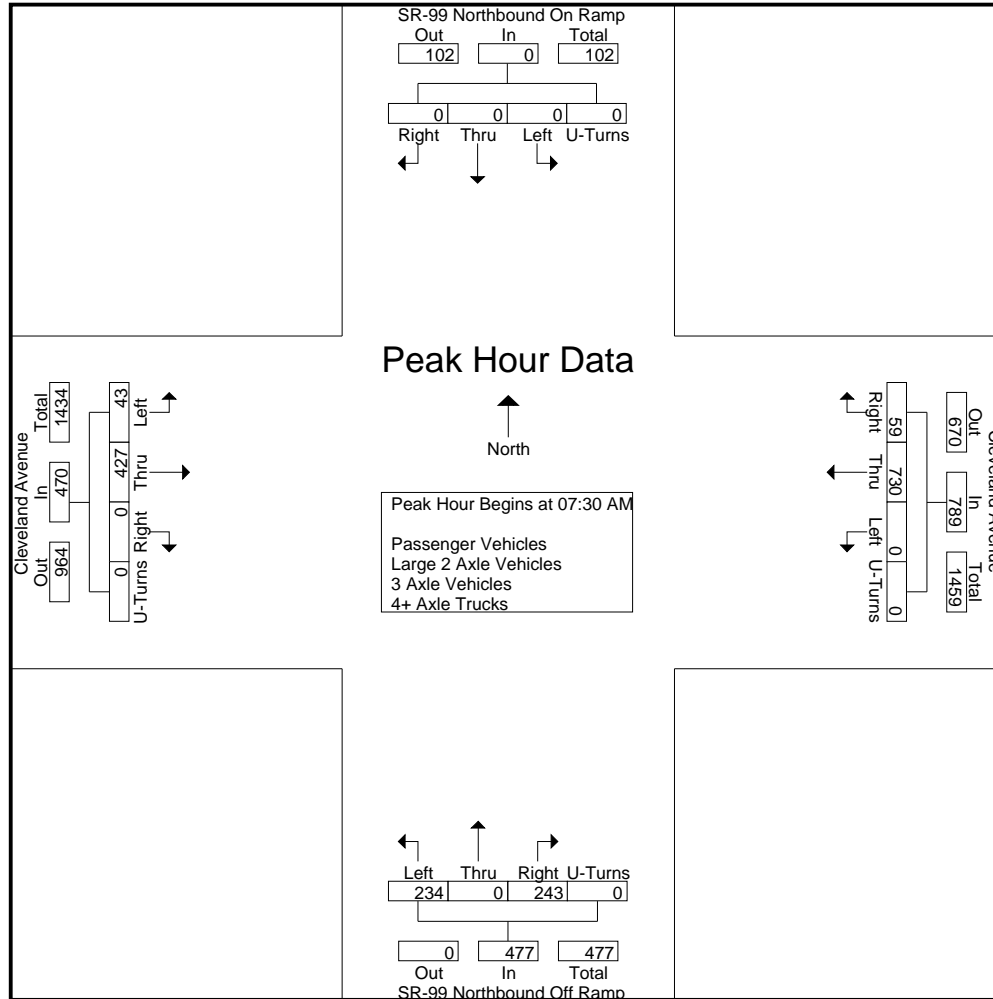 SR-99 Northbound On Ramp
Out In Total
102 0 102
0 0 0 0
Right Thru Left U-Turns
Peak Hour Data
North
Peak Hour Begins at 07:30 AM
Passenger Vehicles
Large 2 Axle Vehicles
3 Axle Vehicles
4+ Axle Trucks
Cleveland Avenue
Out In Total
964 470 1434
0 0 427 43
U-Turns Right Thru Left
Cleveland Avenue
Out In Total
670 789 1459
59 730 0 0
Right Thru Left U-Turns
Left Thru Right U-Turns
234 0 243 0
0 477 477
Out In Total
SR-99 Northbound Off Ramp